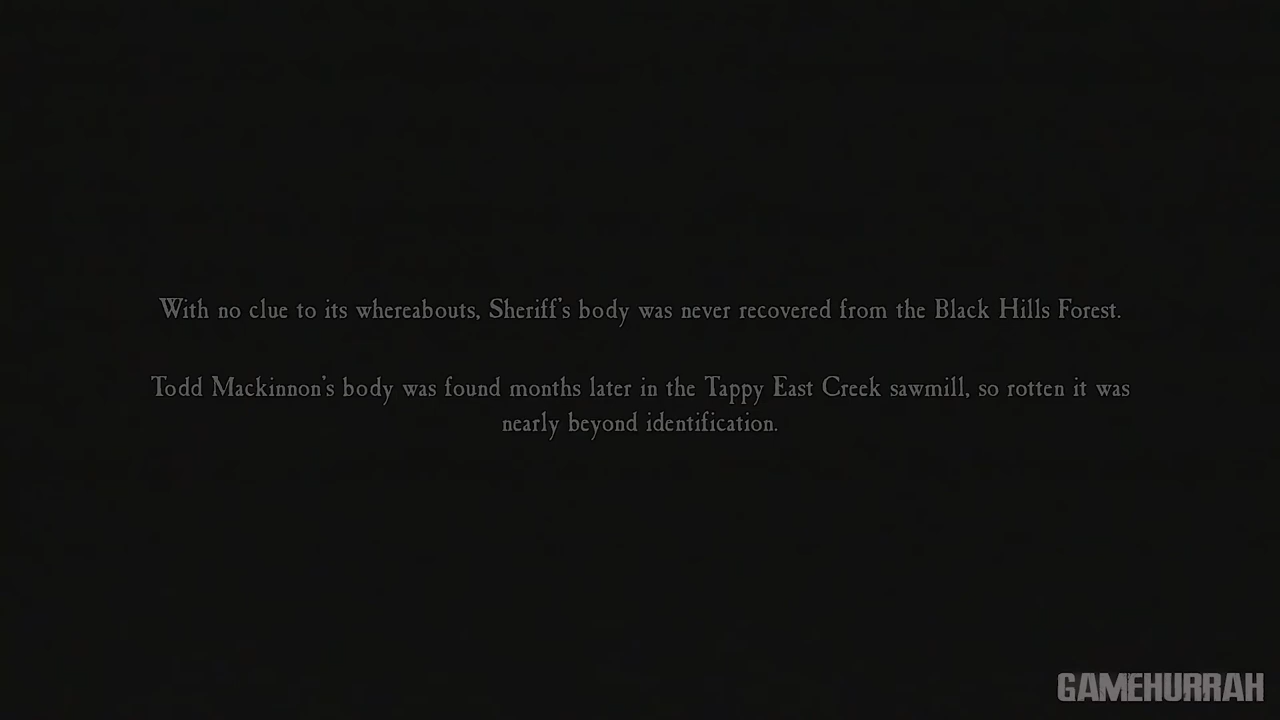 With no clue to its whereabouts, Sheriff's body was never recovered from the Black Hills Forest.
Todd Mackinnon's body was found months later in the Tappy East Creek sawmill, so rotten it was
nearly beyond identification.
GAMEHURRAH